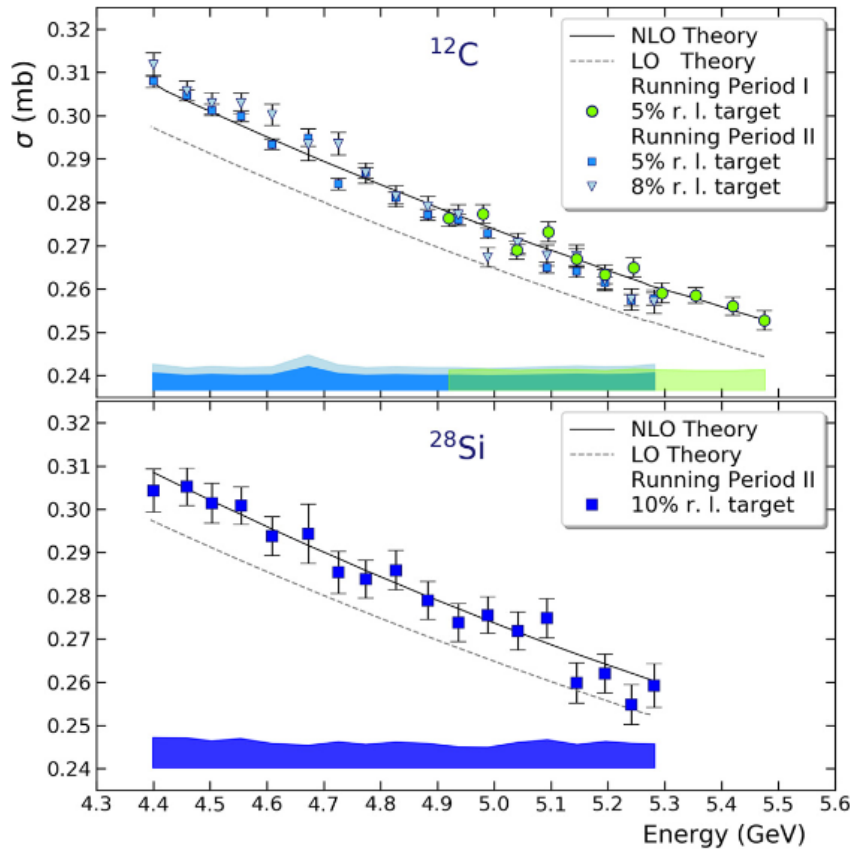 0.32
0.31
0.30
0.29
0.28
0.27
0.26
0.25
0.24
σ (mb)
¹²C
NLO Theory
LO Theory
Running Period I
5% r. l. target
Running Period II
5% r. l. target
8% r. l. target
0.32
0.31
0.30
0.29
0.28
0.27
0.26
0.25
0.24
²⁸Si
NLO Theory
LO Theory
Running Period II
10% r. l. target
4.3 4.4 4.5 4.6 4.7 4.8 4.9 5.0 5.1 5.2 5.3 5.4 5.5 5.6
Energy (GeV)